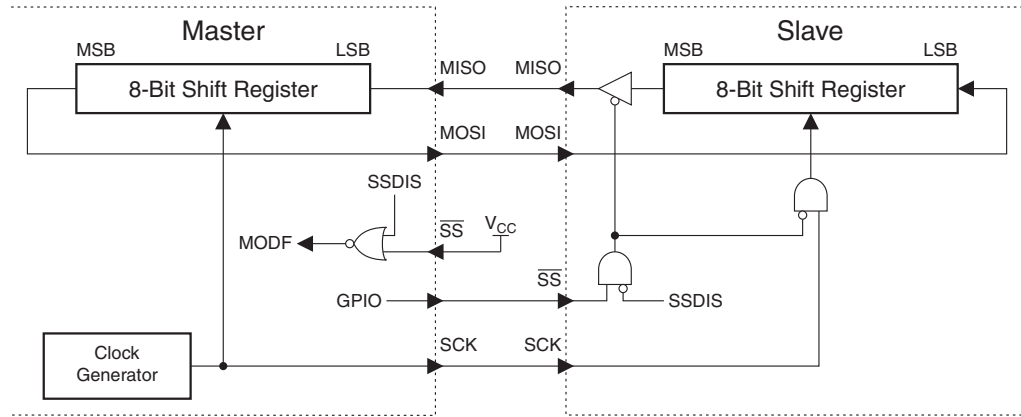 Master
Slave
MSB
LSB
MISO
MISO
MSB
LSB
8-Bit Shift Register
8-Bit Shift Register
MOSI
MOSI
SSDIS
SS
VCC
MODF
SS
GPIO
SSDIS
SCK
SCK
Clock
Generator